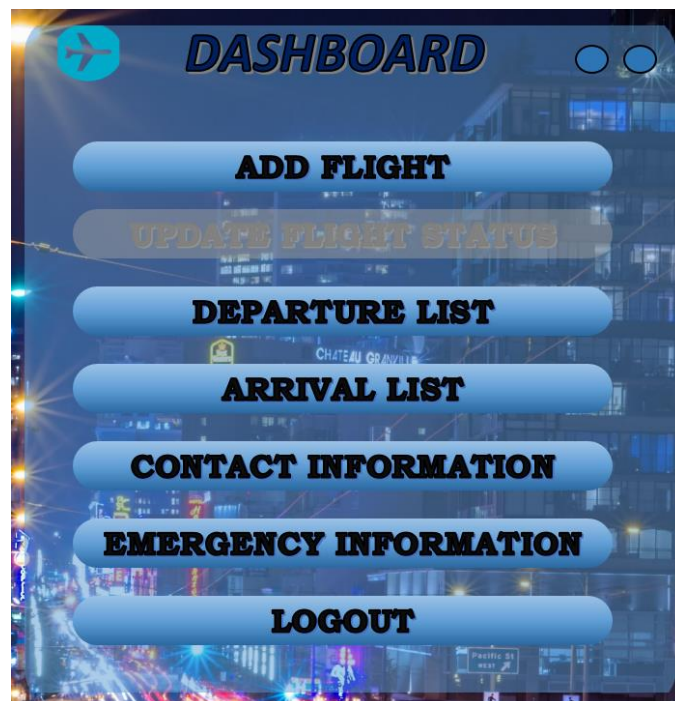 DASHBOARD
ADD FLIGHT
UPDATE FLIGHT STATUS
DEPARTURE LIST
CHATEAU GRANVILLE
ARRIVAL LIST
CONTACT INFORMATION
EMERGENCY INFORMATION
LOGOUT
Pacific St
WEST